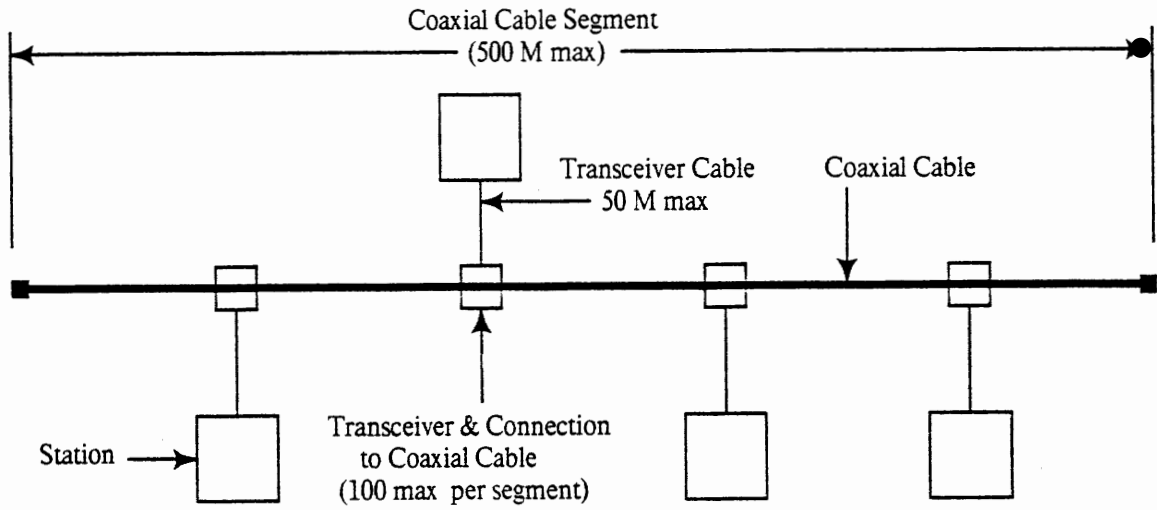 Coaxial Cable Segment
(500 M max)
Transceiver Cable
50 M max
Coaxial Cable
Station
Transceiver & Connection
to Coaxial Cable
(100 max per segment)